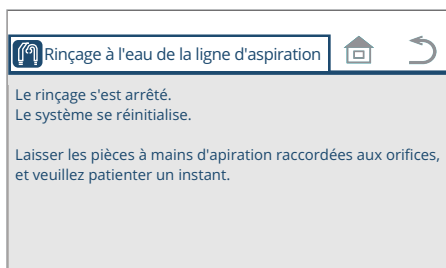 Rinçage à l'eau de la ligne d'aspiration
Le rinçage s'est arrêté.
Le système se réinitialise.
Laisser les pièces à mains d'apiration raccordées aux orifices,
et veuillez patienter un instant.